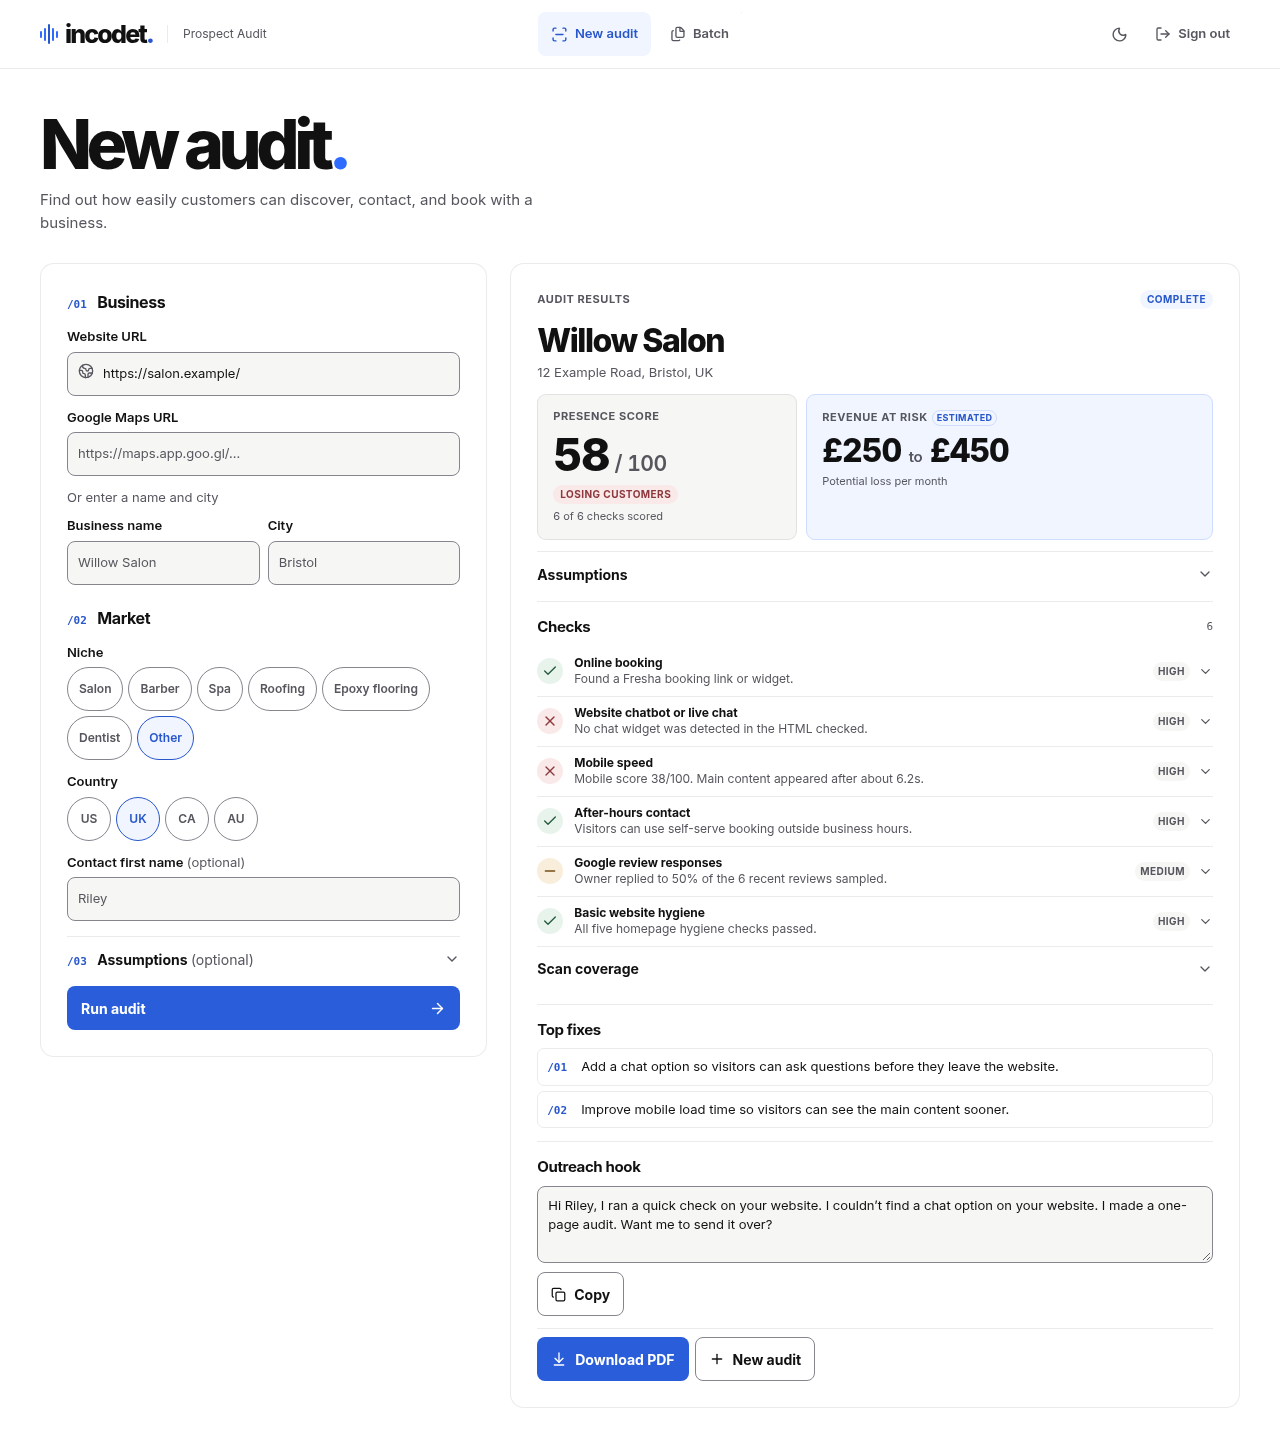 incodet.
Prospect Audit
New audit
Batch
Sign out
New audit.
Find out how easily customers can discover, contact, and book with a
business.
/01 Business
Website URL
https://salon.example/
Google Maps URL
https://maps.app.goo.gl/...
Or enter a name and city
Business name
City
Willow Salon
Bristol
/02 Market
Niche
Salon
Barber
Spa
Roofing
Epoxy flooring
Dentist
Other
Country
US
UK
CA
AU
Contact first name (optional)
Riley
/03 Assumptions (optional)
Run audit
AUDIT RESULTS
COMPLETE
Willow Salon
12 Example Road, Bristol, UK
PRESENCE SCORE
58 / 100
LOSING CUSTOMERS
6 of 6 checks scored
REVENUE AT RISK ESTIMATED
£250 to £450
Potential loss per month
Assumptions
Checks
6
Online booking
Found a Fresha booking link or widget.
HIGH
Website chatbot or live chat
No chat widget was detected in the HTML checked.
HIGH
Mobile speed
Mobile score 38/100. Main content appeared after about 6.2s.
HIGH
After-hours contact
Visitors can use self-serve booking outside business hours.
HIGH
Google review responses
Owner replied to 50% of the 6 recent reviews sampled.
MEDIUM
Basic website hygiene
All five homepage hygiene checks passed.
HIGH
Scan coverage
Top fixes
/01 Add a chat option so visitors can ask questions before they leave the website.
/02 Improve mobile load time so visitors can see the main content sooner.
Outreach hook
Hi Riley, I ran a quick check on your website. I couldn’t find a chat option on your website. I made a one-
page audit. Want me to send it over?
Copy
Download PDF
New audit